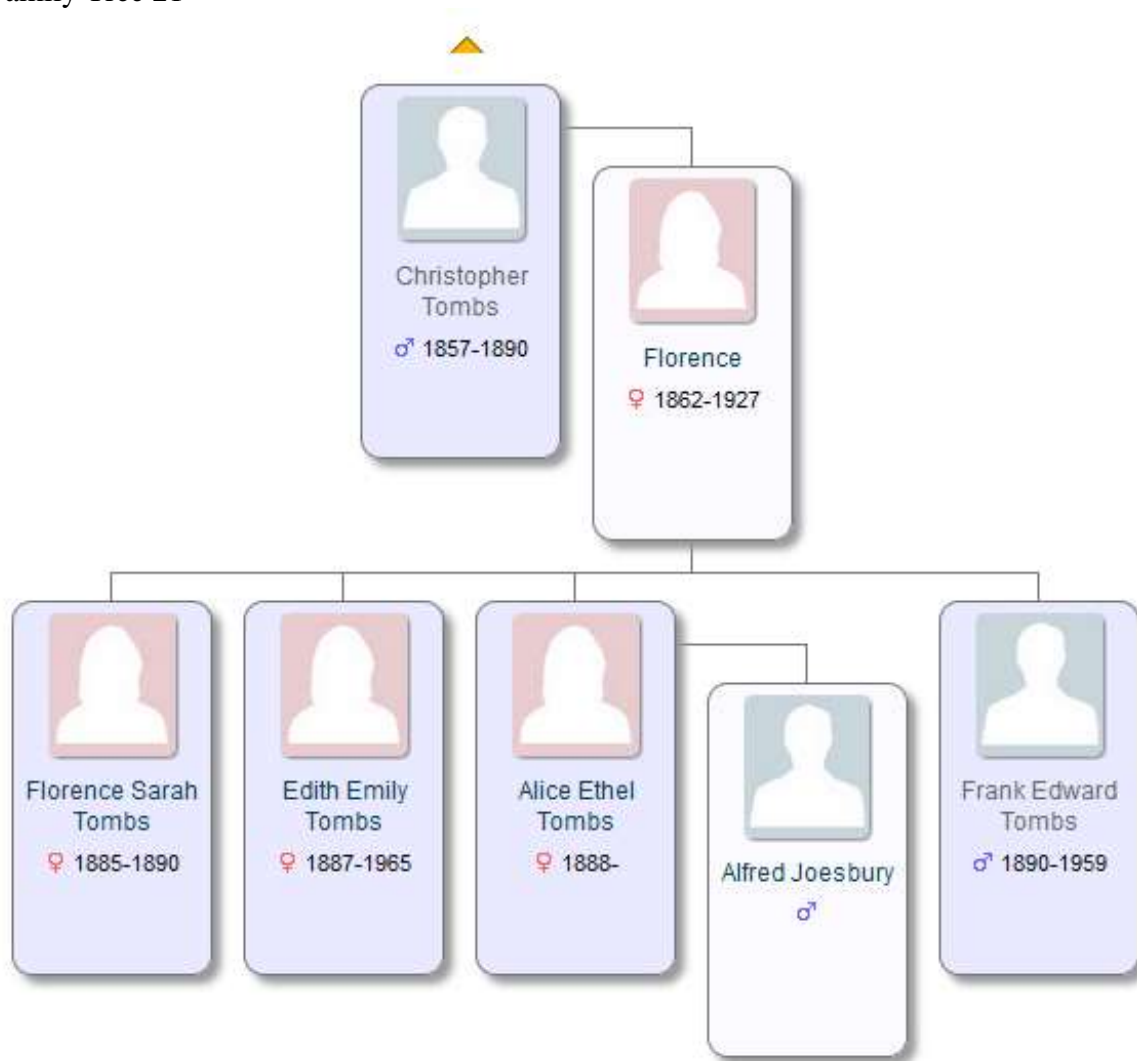 Christopher
Tombs
♂ 1857-1890
Florence
♀ 1862-1927
Florence Sarah
Tombs
♀ 1885-1890
Edith Emily
Tombs
♀ 1887-1965
Alice Ethel
Tombs
♀ 1888-
Alfred Joesbury
♂
Frank Edward
Tombs
♂ 1890-1959